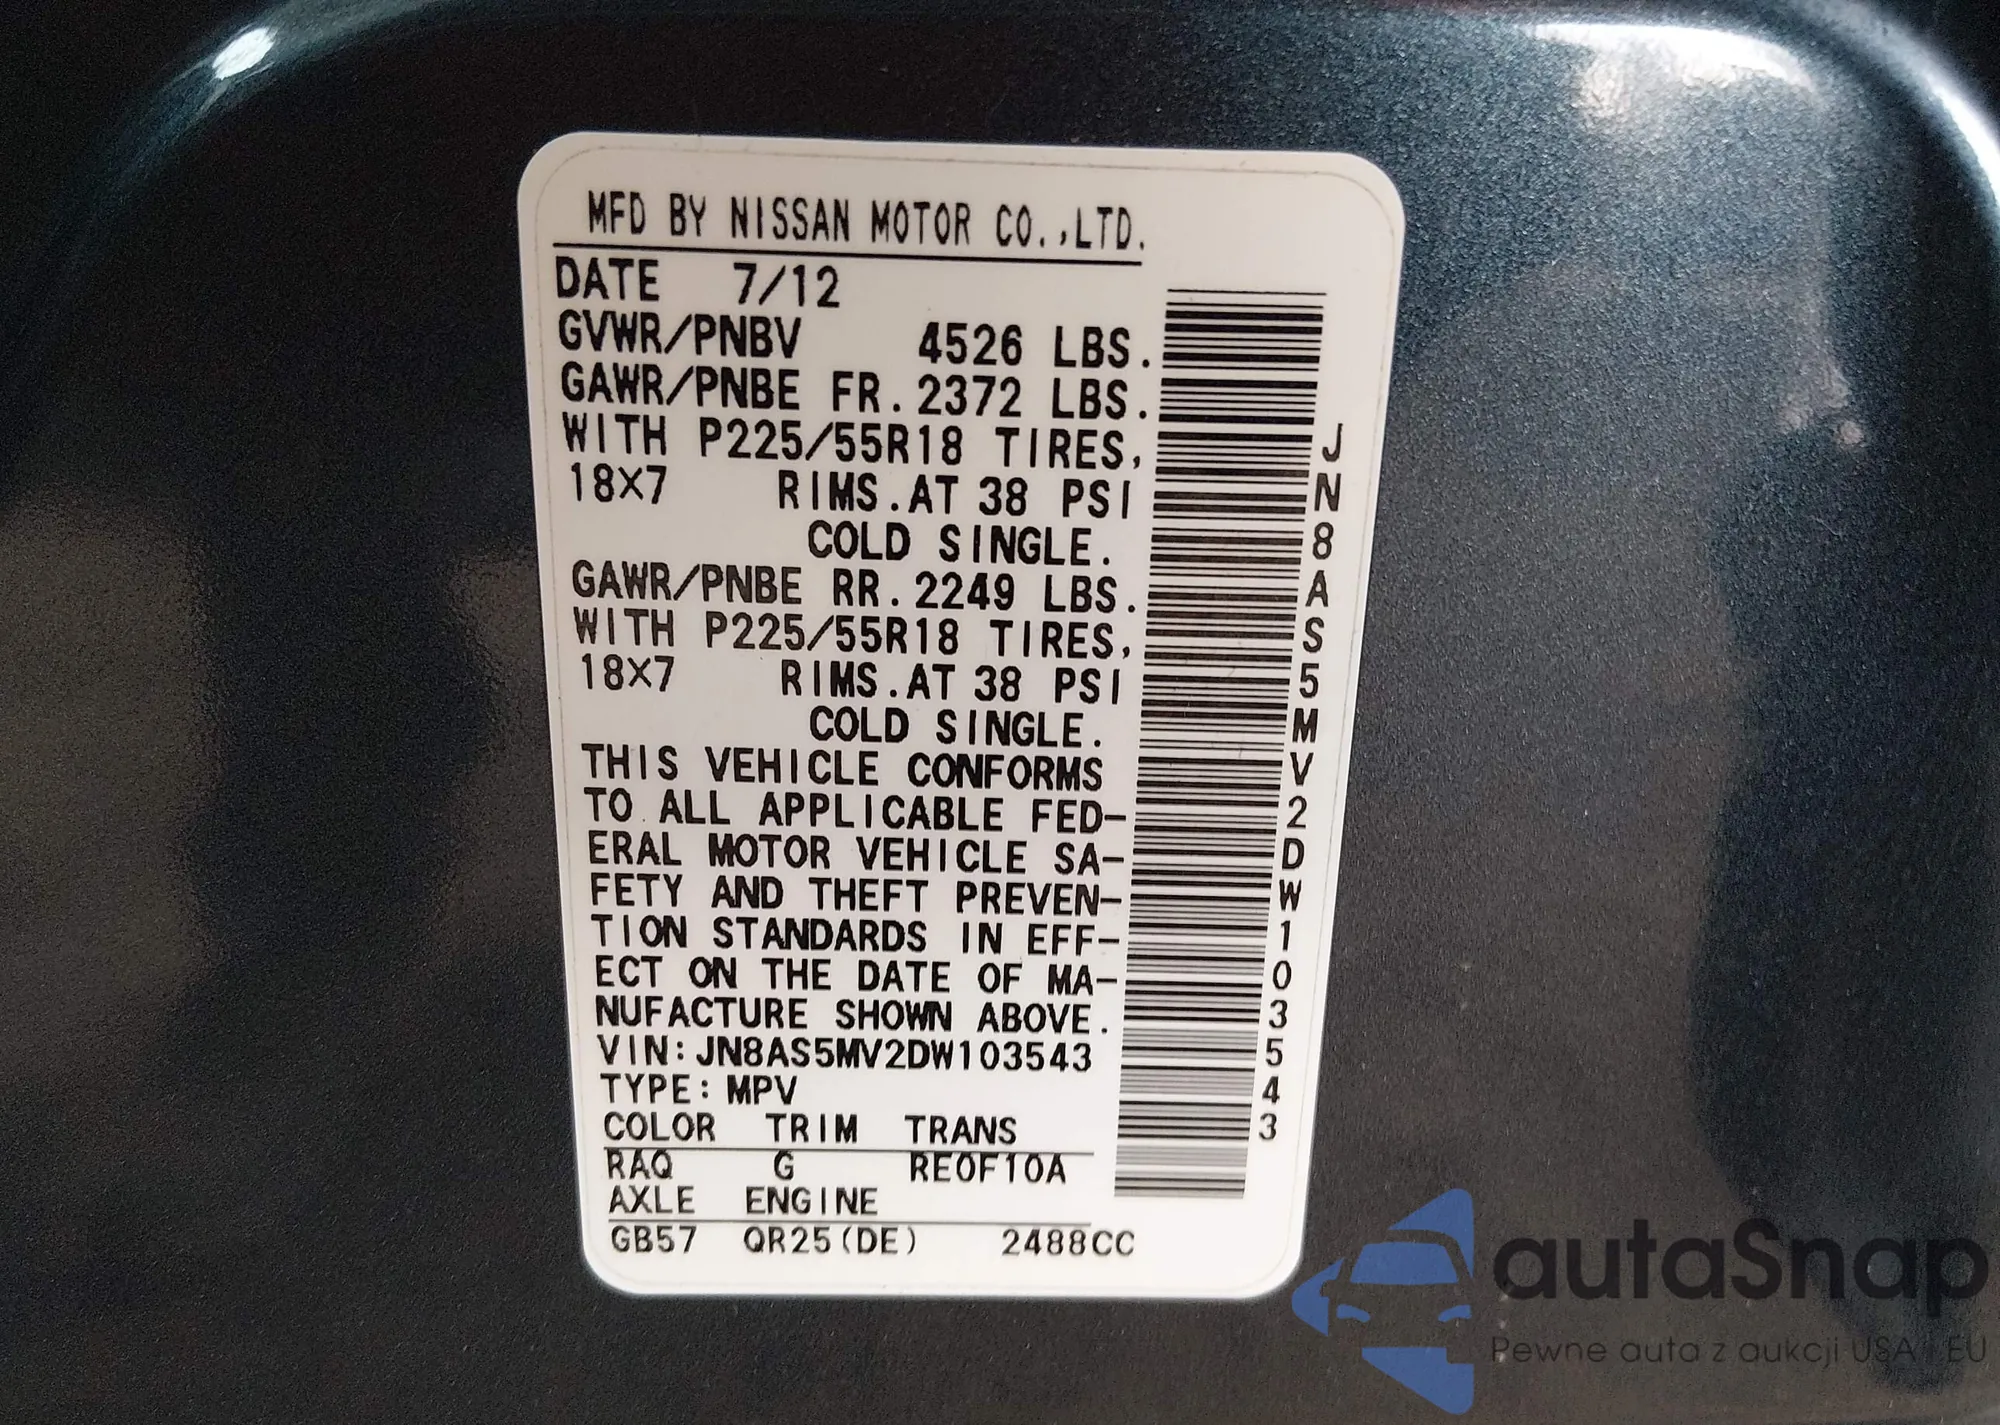 MFD BY NISSAN MOTOR CO.,LTD.
DATE 7/12
GVWR/PNBV 4526 LBS.
GAWR/PNBE FR. 2372 LBS.
WITH P225/55R18 TIRES,
18X7 RIMS.AT 38 PSI
COLD SINGLE.
GAWR/PNBE RR. 2249 LBS.
WITH P225/55R18 TIRES,
18X7 RIMS.AT 38 PSI
COLD SINGLE.
THIS VEHICLE CONFORMS
TO ALL APPLICABLE FED-
ERAL MOTOR VEHICLE SA-
FETY AND THEFT PREVEN-
TION STANDARDS IN EFF-
ECT ON THE DATE OF MA-
NUFACTURE SHOWN ABOVE.
VIN: JN8AS5MV2DW103543
TYPE: MPV
COLOR TRIM TRANS
RAQ G RE0F10A
AXLE ENGINE
GB57 QR25(DE) 2488CC
JN8AS5MV2DW103543
autaSnap
Pewne auta z aukcji USA i EU